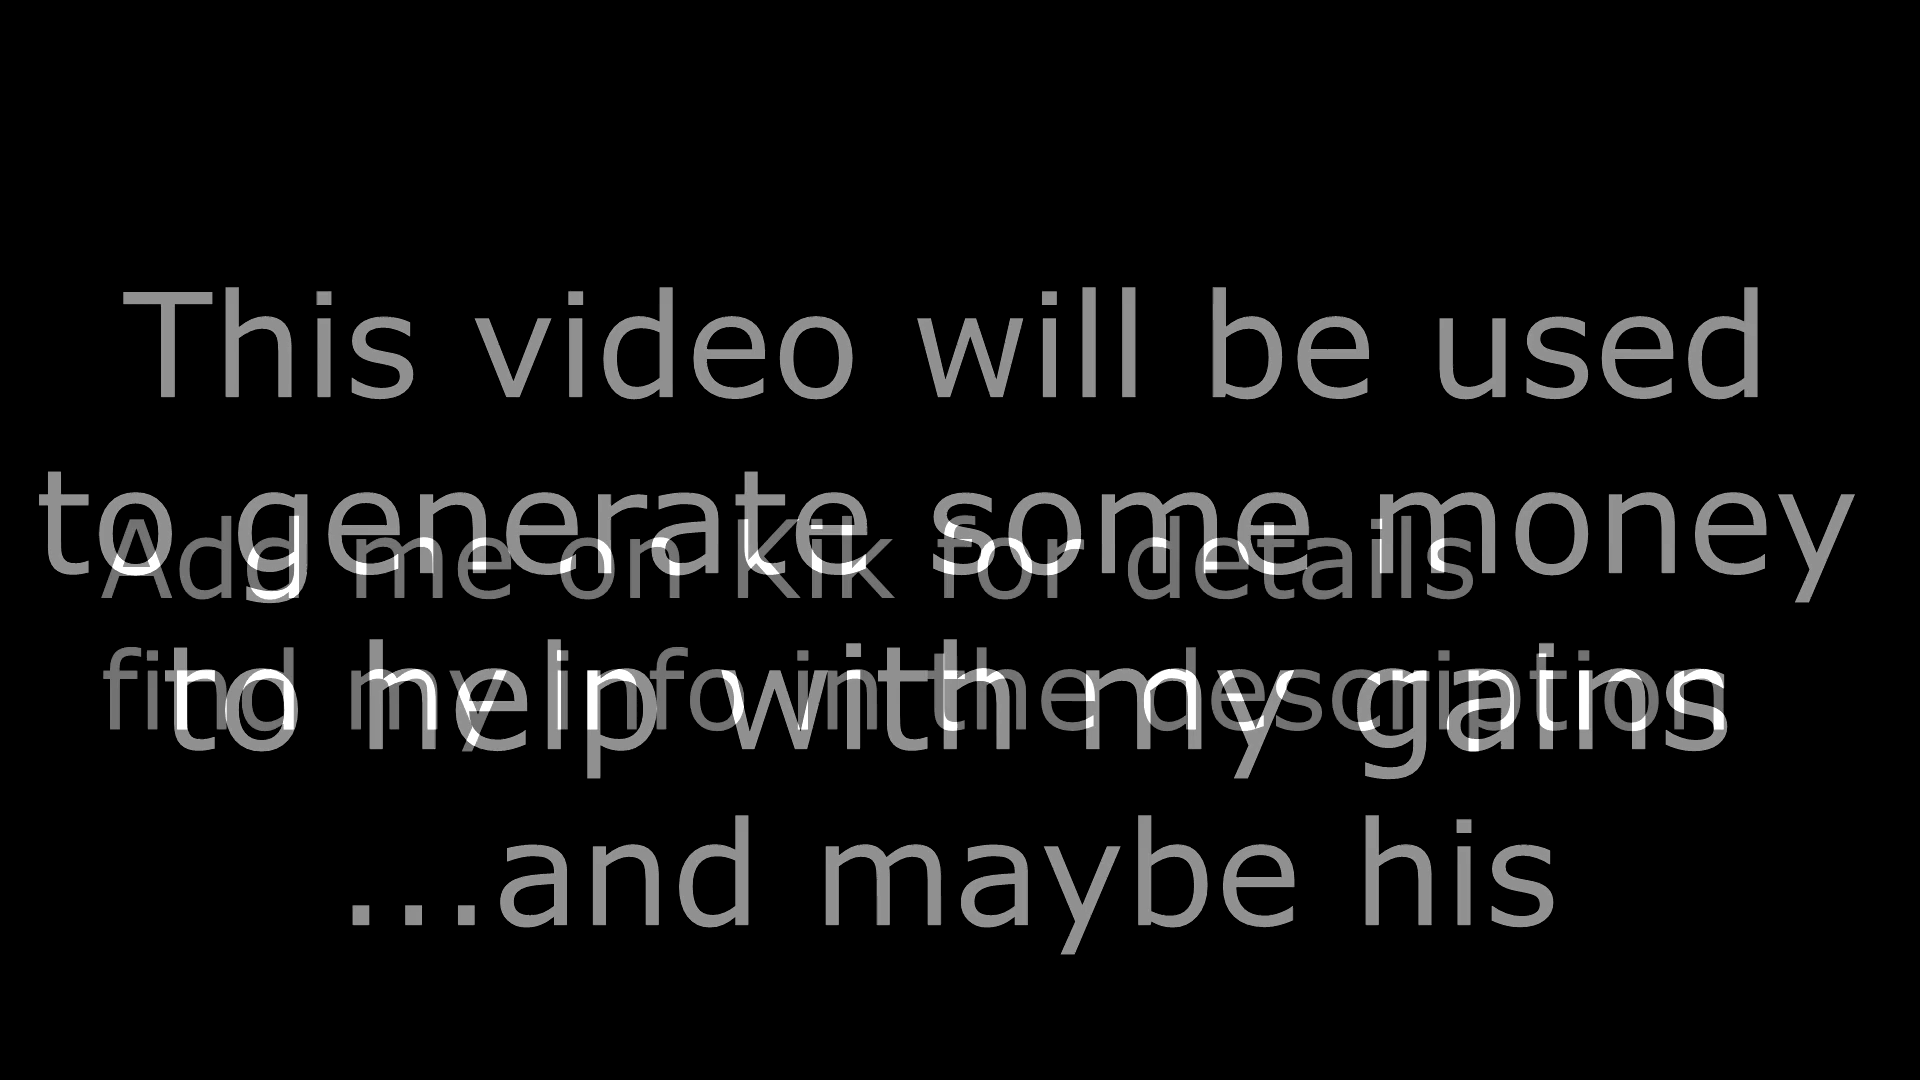 This video will be used
to generate some money
Add me on Kik for details
to help with my gains
find my info in the description
...and maybe his